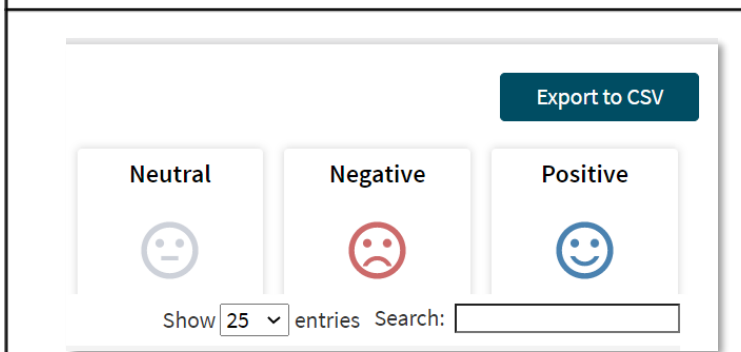 Export to CSV
Neutral Negative Positive
Show 25 entries Search: